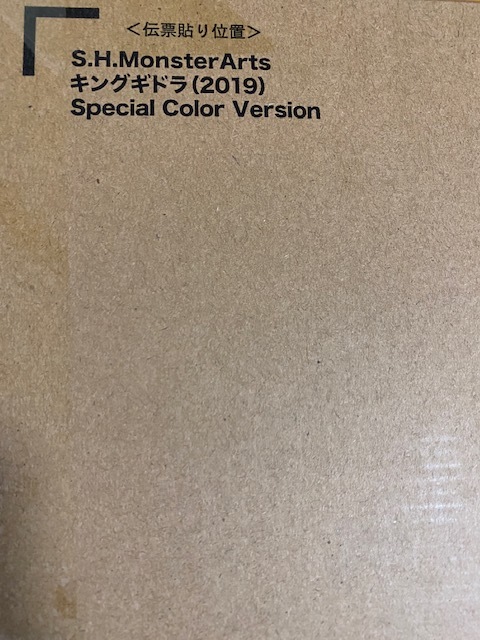 ＜伝票貼り位置＞
S.H.MonsterArts
キングギドラ(2019)
Special Color Version